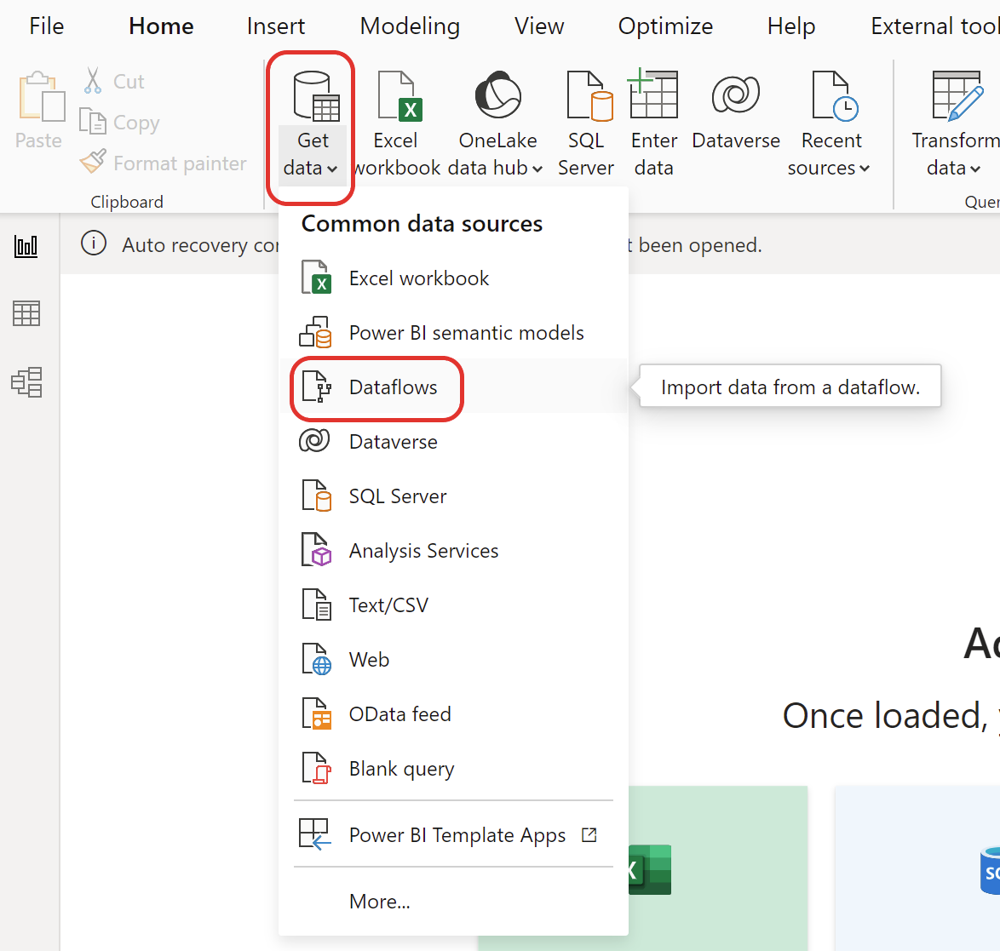 File Home Insert Modeling View Optimize Help External tool
Paste
Cut
Copy
Format painter
Clipboard
Get
data
Excel
workbook
OneLake
data hub
SQL
Server
Enter
data
Dataverse
Recent
sources
Transform
data
Quer
Auto recovery con
t been opened.
Common data sources
Excel workbook
Power BI semantic models
Dataflows
Import data from a dataflow.
Dataverse
SQL Server
Analysis Services
Text/CSV
Web
OData feed
Blank query
Power BI Template Apps
More...
Ad
Once loaded, y
X
SQ